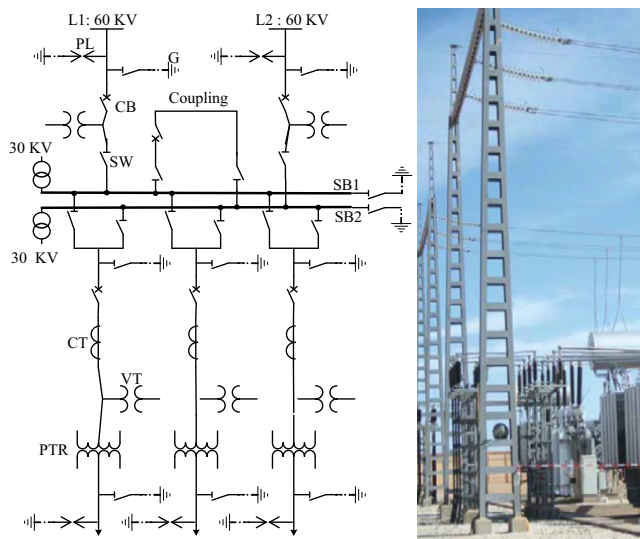 L1: 60 KV
L2 : 60 KV
PL
G
CB
Coupling
30 KV
SW
SB1
SB2
30 KV
CT
VT
PTR